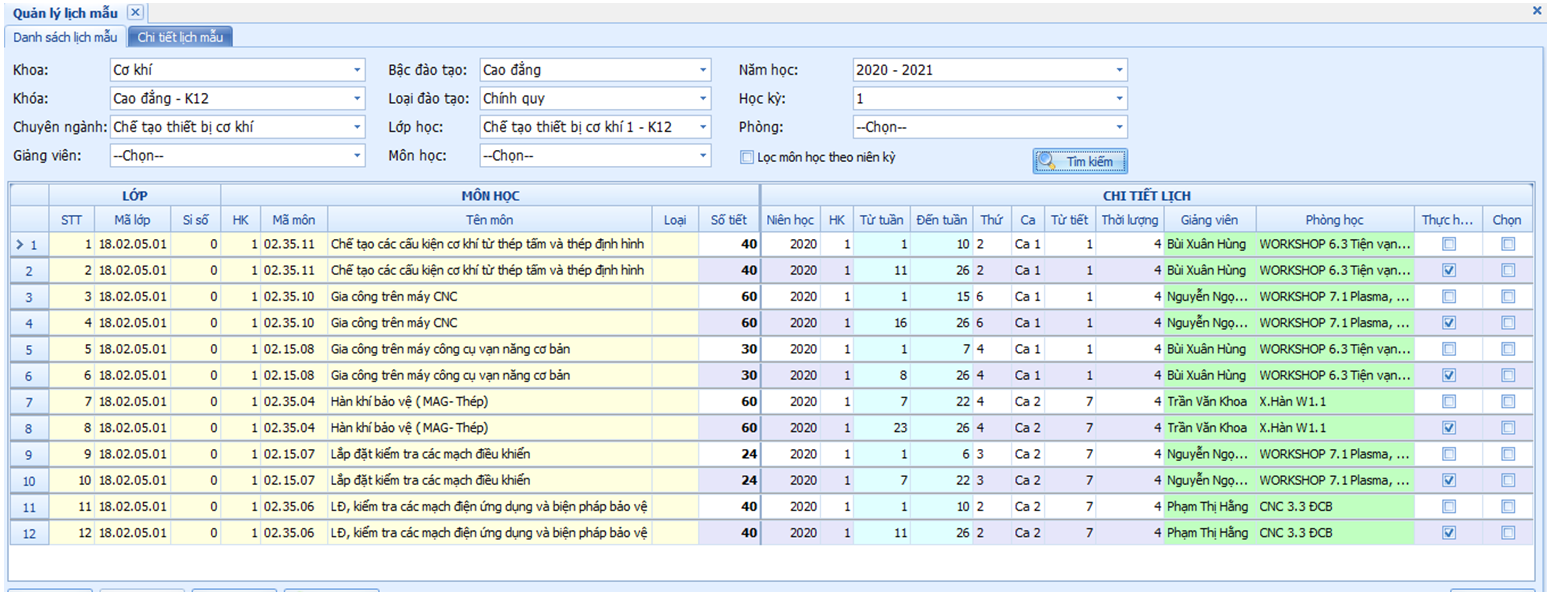 Quản lý lịch mẫu
Danh sách lịch mẫu Chi tiết lịch mẫu
Khoa: Cơ khí Bậc đào tạo: Cao đẳng Năm học: 2020 - 2021
Khóa: Cao đẳng - K12 Loại đào tạo: Chính quy Học kỳ: 1
Chuyên ngành: Chế tạo thiết bị cơ khí Lớp học: Chế tạo thiết bị cơ khí 1 - K12 Phòng: --Chọn--
Giảng viên: --Chọn-- Môn học: --Chọn-- Lọc môn học theo niên kỳ Tìm kiếm
LỚP MÔN HỌC CHI TIẾT LỊCH
STT Mã lớp Sĩ số HK Mã môn Tên môn Loại Số tiết Niên học HK Từ tuần Đến tuần Thứ Ca Từ tiết Thời lượng Giảng viên Phòng học Thực h... Chọn
1 1 18.02.05.01 0 1 02.35.11 Chế tạo các cấu kiện cơ khí từ thép tấm và thép định hình 40 2020 1 1 10 2 Ca 1 1 4 Bùi Xuân Hùng WORKSHOP 6.3 Tiện vạn...
2 2 18.02.05.01 0 1 02.35.11 Chế tạo các cấu kiện cơ khí từ thép tấm và thép định hình 40 2020 1 11 26 2 Ca 1 1 4 Bùi Xuân Hùng WORKSHOP 6.3 Tiện vạn...
3 3 18.02.05.01 0 1 02.35.10 Gia công trên máy CNC 60 2020 1 1 15 6 Ca 1 1 4 Nguyễn Ngọ... WORKSHOP 7.1 Plasma, ...
4 4 18.02.05.01 0 1 02.35.10 Gia công trên máy CNC 60 2020 1 16 26 6 Ca 1 1 4 Nguyễn Ngọ... WORKSHOP 7.1 Plasma, ...
5 5 18.02.05.01 0 1 02.15.08 Gia công trên máy công cụ vạn năng cơ bản 30 2020 1 1 7 4 Ca 1 1 4 Bùi Xuân Hùng WORKSHOP 6.3 Tiện vạn...
6 6 18.02.05.01 0 1 02.15.08 Gia công trên máy công cụ vạn năng cơ bản 30 2020 1 8 26 4 Ca 1 1 4 Bùi Xuân Hùng WORKSHOP 6.3 Tiện vạn...
7 7 18.02.05.01 0 1 02.35.04 Hàn khí bảo vệ ( MAG- Thép) 60 2020 1 7 22 4 Ca 2 7 4 Trần Văn Khoa X.Hàn W1.1
8 8 18.02.05.01 0 1 02.35.04 Hàn khí bảo vệ ( MAG- Thép) 60 2020 1 23 26 4 Ca 2 7 4 Trần Văn Khoa X.Hàn W1.1
9 9 18.02.05.01 0 1 02.15.07 Lắp đặt kiểm tra các mạch điều khiển 24 2020 1 1 6 3 Ca 2 7 4 Nguyễn Ngọ... WORKSHOP 7.1 Plasma, ...
10 10 18.02.05.01 0 1 02.15.07 Lắp đặt kiểm tra các mạch điều khiển 24 2020 1 7 22 3 Ca 2 7 4 Nguyễn Ngọ... WORKSHOP 7.1 Plasma, ...
11 11 18.02.05.01 0 1 02.35.06 LĐ, kiểm tra các mạch điện ứng dụng và biện pháp bảo vệ 40 2020 1 1 10 2 Ca 2 7 4 Phạm Thị Hằng CNC 3.3 ĐCB
12 12 18.02.05.01 0 1 02.35.06 LĐ, kiểm tra các mạch điện ứng dụng và biện pháp bảo vệ 40 2020 1 11 26 2 Ca 2 7 4 Phạm Thị Hằng CNC 3.3 ĐCB